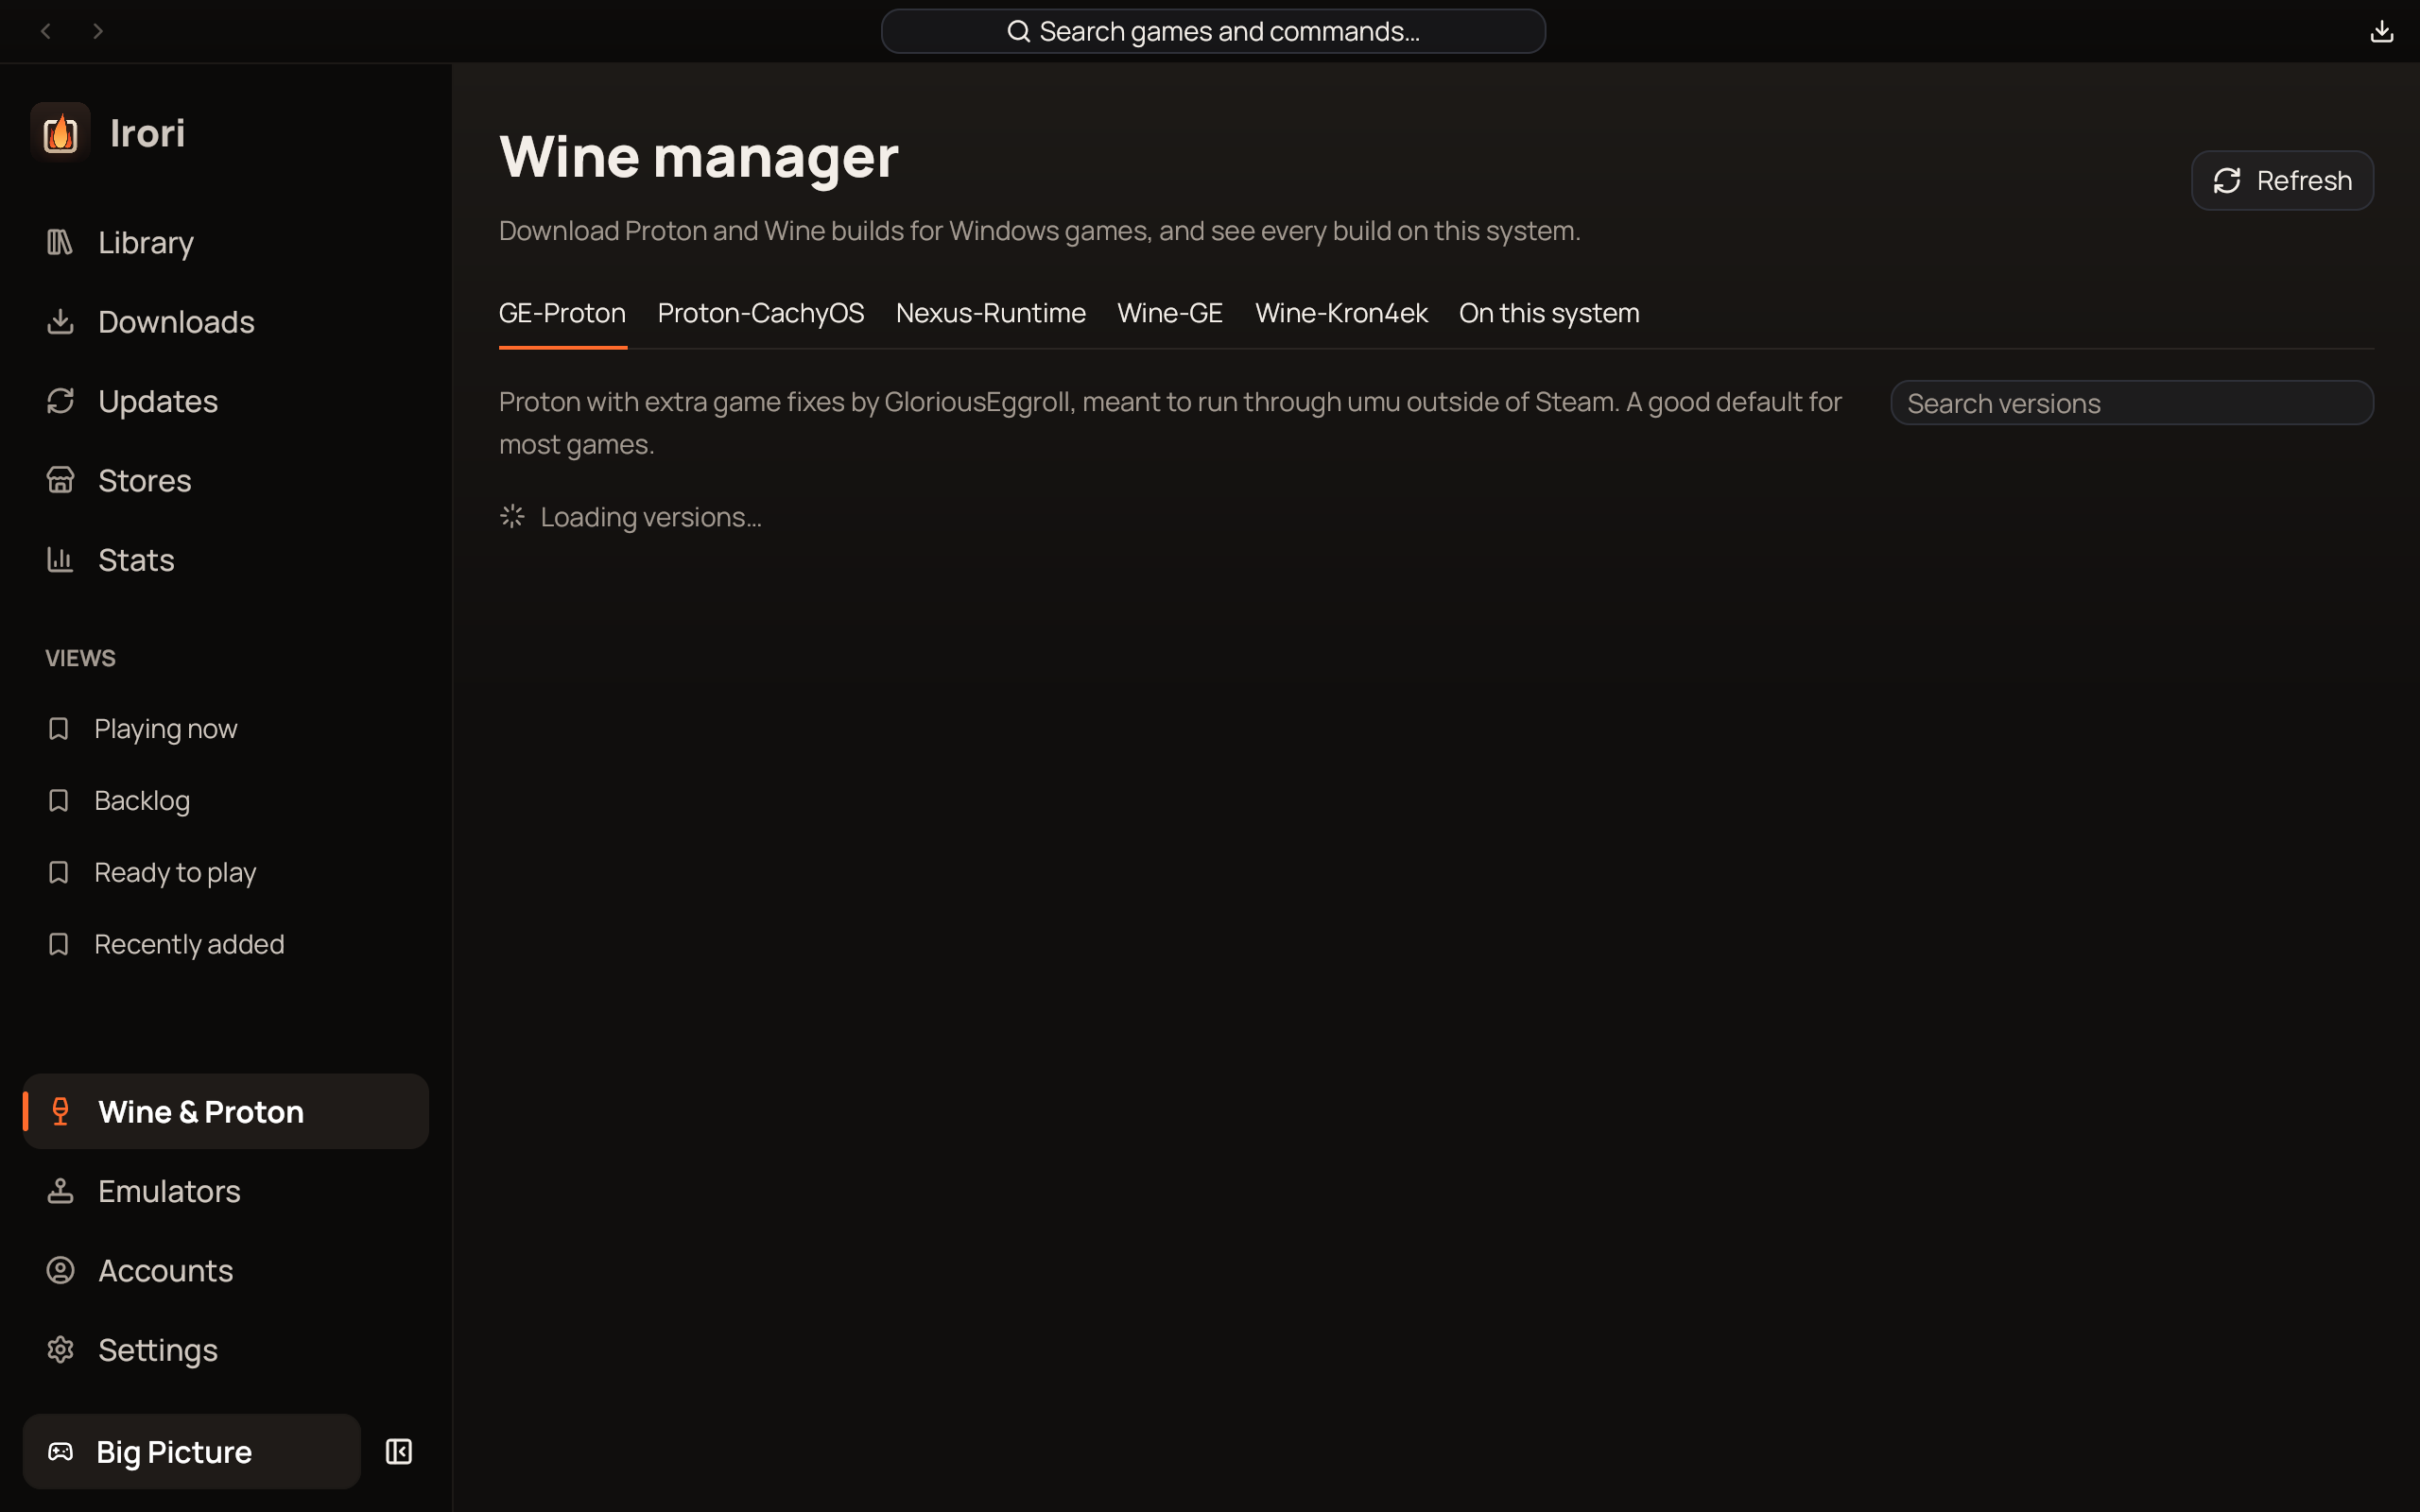 Search games and commands...
Irori
Library
Downloads
Updates
Stores
Stats
VIEWS
Playing now
Backlog
Ready to play
Recently added
Wine & Proton
Emulators
Accounts
Settings
Big Picture
Wine manager
Refresh
Download Proton and Wine builds for Windows games, and see every build on this system.
GE-Proton Proton-CachyOS Nexus-Runtime Wine-GE Wine-Kron4ek On this system
Proton with extra game fixes by GloriousEggroll, meant to run through umu outside of Steam. A good default for
most games.
Search versions
Loading versions...